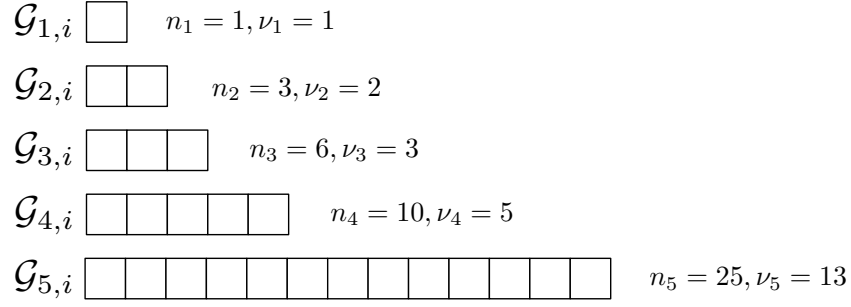 𝒢₁,ᵢ n₁ = 1, ν₁ = 1
𝒢₂,ᵢ n₂ = 3, ν₂ = 2
𝒢₃,ᵢ n₃ = 6, ν₃ = 3
𝒢₄,ᵢ n₄ = 10, ν₄ = 5
𝒢₅,ᵢ n₅ = 25, ν₅ = 13